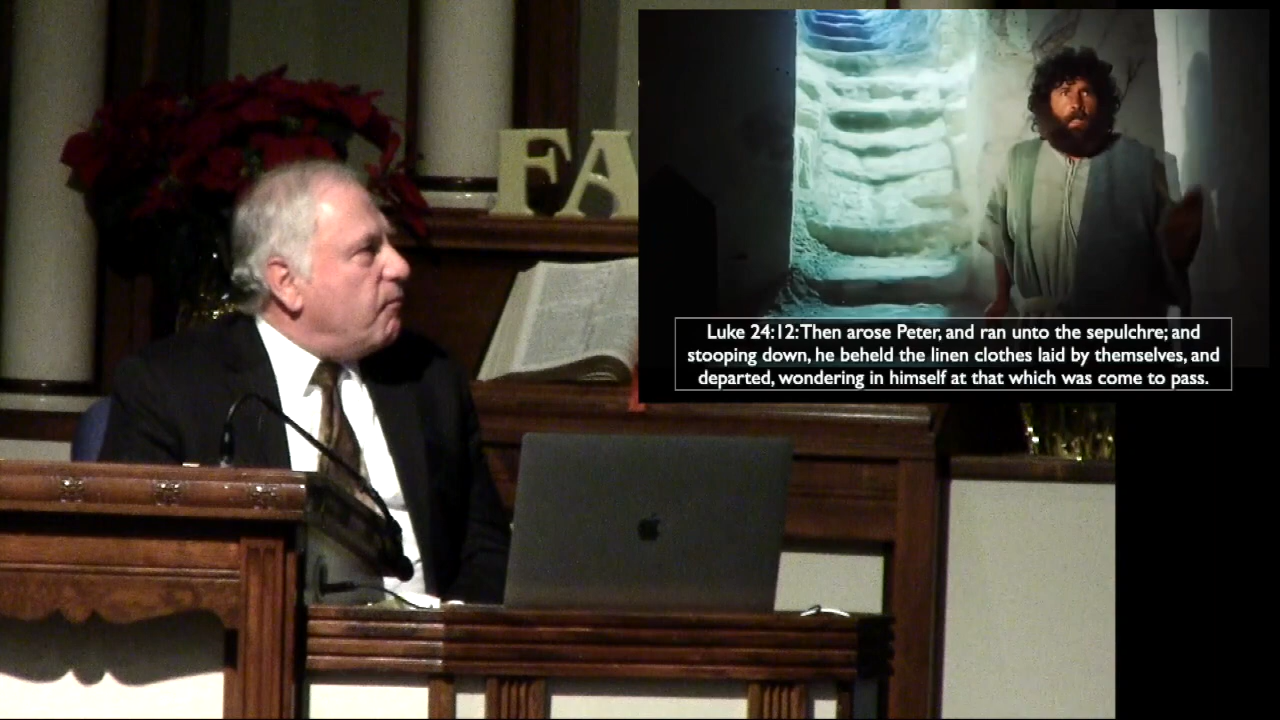 FA
Luke 24:12: Then arose Peter, and ran unto the sepulchre; and
stooping down, he beheld the linen clothes laid by themselves, and
departed, wondering in himself at that which was come to pass.